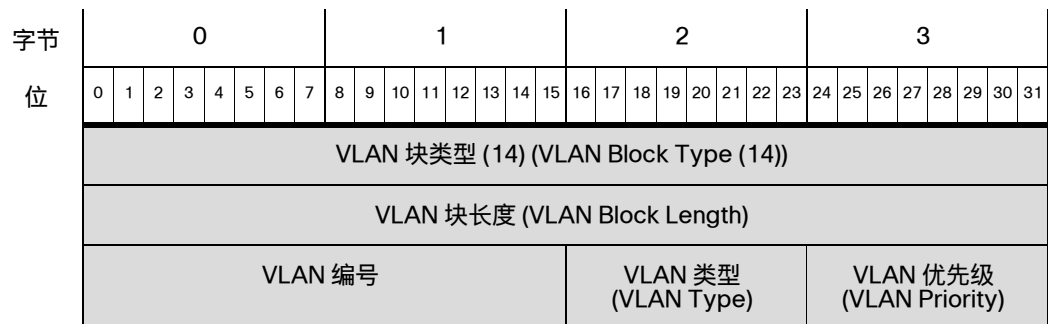 字节 0 1 2 3
位 0 1 2 3 4 5 6 7 8 9 10 11 12 13 14 15 16 17 18 19 20 21 22 23 24 25 26 27 28 29 30 31
VLAN 块类型 (14) (VLAN Block Type (14))
VLAN 块长度 (VLAN Block Length)
VLAN 编号
VLAN 类型
(VLAN Type)
VLAN 优先级
(VLAN Priority)